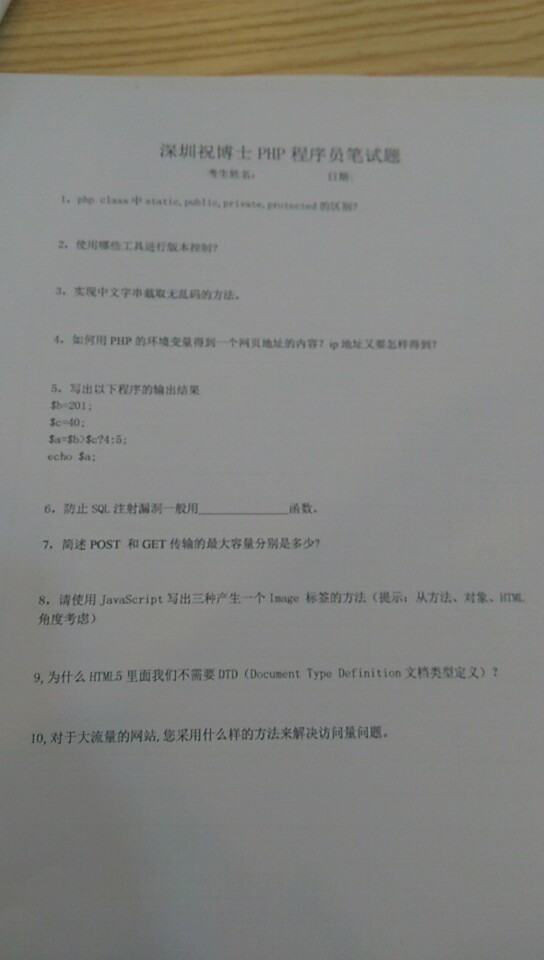 深圳祝博士 PHP 程序员笔试题
考生姓名： 日期:
1，php class 中 static,public,private,protected 的区别?
2，使用哪些工具进行版本控制?
3，实现中文字串截取无乱码的方法。
4，如何用 PHP 的环境变量得到一个网页地址的内容? ip 地址又要怎样得到?
5，写出以下程序的输出结果
$b=201;
$c=40;
$a=$b>$c?4:5;
echo $a;
6，防止 SQL 注射漏洞一般用______________函数。
7，简述 POST 和 GET 传输的最大容量分别是多少?
8，请使用 JavaScript 写出三种产生一个 Image 标签的方法（提示：从方法、对象、HTML
角度考虑）
9,为什么 HTML5 里面我们不需要 DTD（Document Type Definition 文档类型定义）?
10,对于大流量的网站,您采用什么样的方法来解决访问量问题。